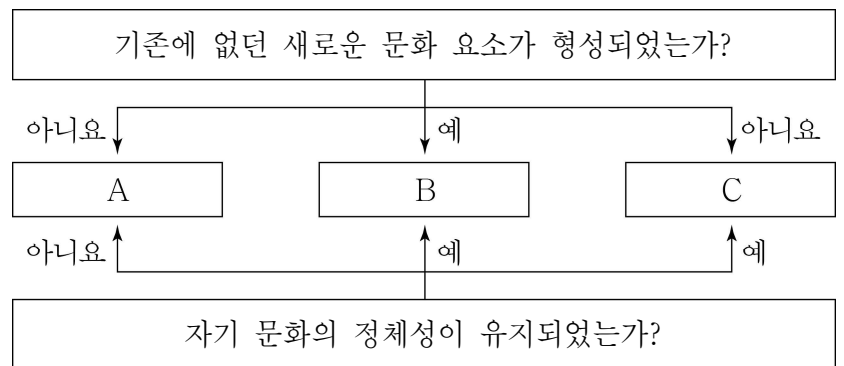 기존에 없던 새로운 문화 요소가 형성되었는가?
아니요 예 아니요
A B C
아니요 예 예
자기 문화의 정체성이 유지되었는가?